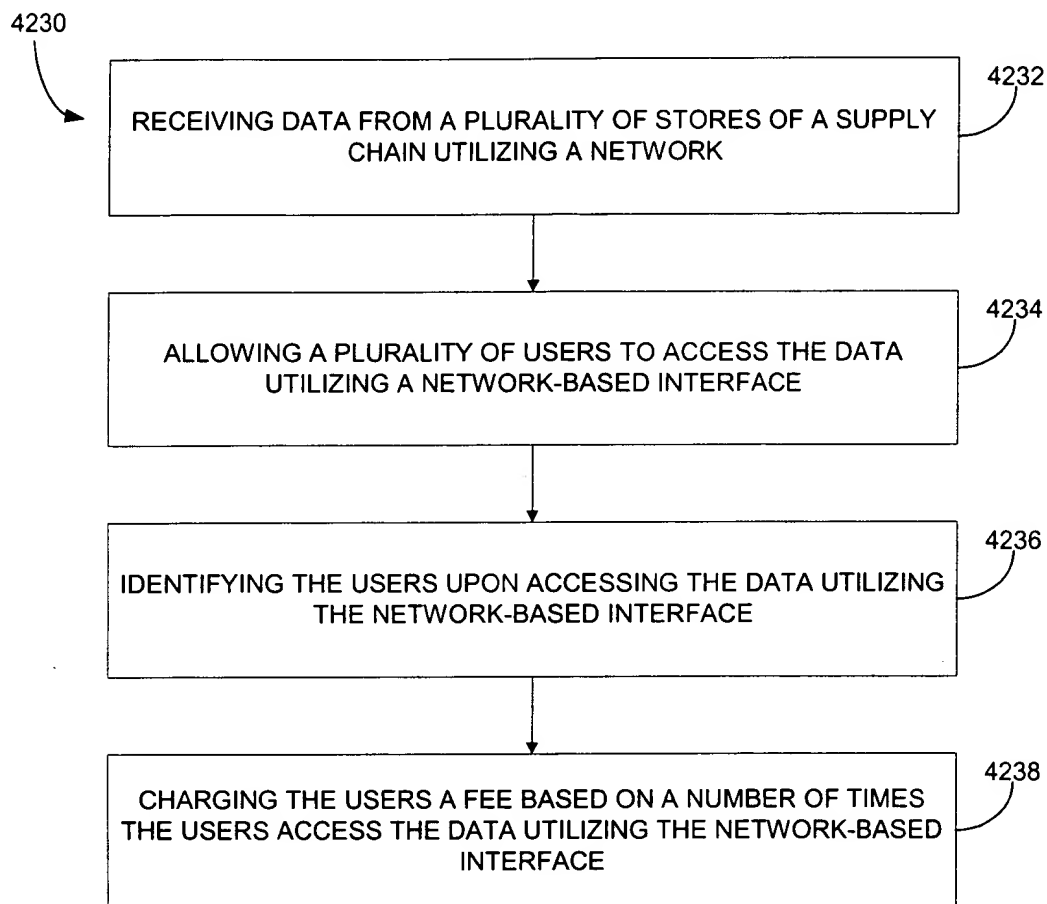 4230
4232
RECEIVING DATA FROM A PLURALITY OF STORES OF A SUPPLY
CHAIN UTILIZING A NETWORK
4234
ALLOWING A PLURALITY OF USERS TO ACCESS THE DATA
UTILIZING A NETWORK-BASED INTERFACE
4236
IDENTIFYING THE USERS UPON ACCESSING THE DATA UTILIZING
THE NETWORK-BASED INTERFACE
4238
CHARGING THE USERS A FEE BASED ON A NUMBER OF TIMES
THE USERS ACCESS THE DATA UTILIZING THE NETWORK-BASED
INTERFACE